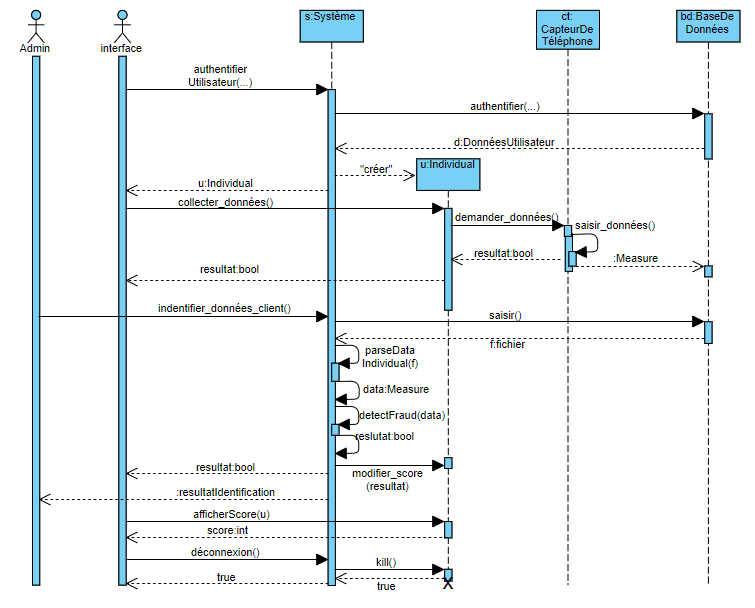 Admin
interface
s:Système
ct:
CapteurDe
Téléphone
bd:BaseDe
Données
authentifier
Utilisateur(...)
authentifier(...)
d:DonnéesUtilisateur
"créer"
u:Individual
u:Individual
collecter_données()
demander_données()
saisir_données()
resultat:bool
:Measure
resultat:bool
indentifier_données_client()
saisir()
f:fichier
parseData
Individual(f)
data:Measure
detectFraud(data)
reslutat:bool
resultat:bool
modifier_score
(resultat)
:resultatIdentification
afficherScore(u)
score:int
déconnexion()
kill()
true
true